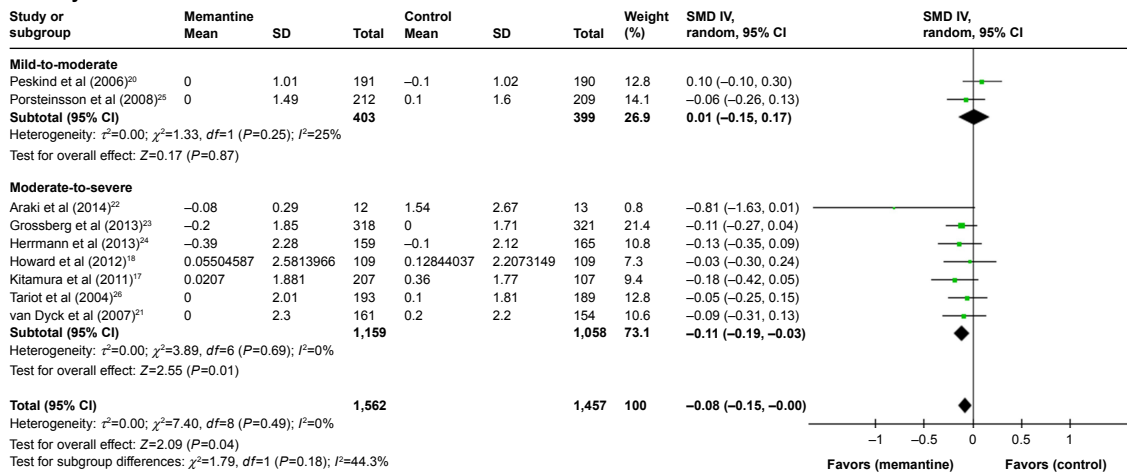 Study or subgroup Memantine Mean SD Total Control Mean SD Total Weight (%) SMD IV, random, 95% CI SMD IV, random, 95% CI
Mild-to-moderate
Peskind et al (2006)²⁰ 0 1.01 191 –0.1 1.02 190 12.8 0.10 (–0.10, 0.30)
Porsteinsson et al (2008)²⁵ 0 1.49 212 0.1 1.6 209 14.1 –0.06 (–0.26, 0.13)
Subtotal (95% CI) 403 399 26.9 0.01 (–0.15, 0.17)
Heterogeneity: τ²=0.00; χ²=1.33, df=1 (P=0.25); I²=25%
Test for overall effect: Z=0.17 (P=0.87)
Moderate-to-severe
Araki et al (2014)²² –0.08 0.29 12 1.54 2.67 13 0.8 –0.81 (–1.63, 0.01)
Grossberg et al (2013)²³ –0.2 1.85 318 0 1.71 321 21.4 –0.11 (–0.27, 0.04)
Herrmann et al (2013)²⁴ –0.39 2.28 159 –0.1 2.12 165 10.8 –0.13 (–0.35, 0.09)
Howard et al (2012)¹⁸ 0.05504587 2.5813966 109 0.12844037 2.2073149 109 7.3 –0.03 (–0.30, 0.24)
Kitamura et al (2011)¹⁷ 0.0207 1.881 207 0.36 1.77 107 9.4 –0.18 (–0.42, 0.05)
Tariot et al (2004)²⁶ 0 2.01 193 0.1 1.81 189 12.8 –0.05 (–0.25, 0.15)
van Dyck et al (2007)²¹ 0 2.3 161 0.2 2.2 154 10.6 –0.09 (–0.31, 0.13)
Subtotal (95% CI) 1,159 1,058 73.1 –0.11 (–0.19, –0.03)
Heterogeneity: τ²=0.00; χ²=3.89, df=6 (P=0.69); I²=0%
Test for overall effect: Z=2.55 (P=0.01)
Total (95% CI) 1,562 1,457 100 –0.08 (–0.15, –0.00)
Heterogeneity: τ²=0.00; χ²=7.40, df=8 (P=0.49); I²=0%
Test for overall effect: Z=2.09 (P=0.04)
Test for subgroup differences: χ²=1.79, df=1 (P=0.18); I²=44.3%
–1 –0.5 0 0.5 1
Favors (memantine) Favors (control)